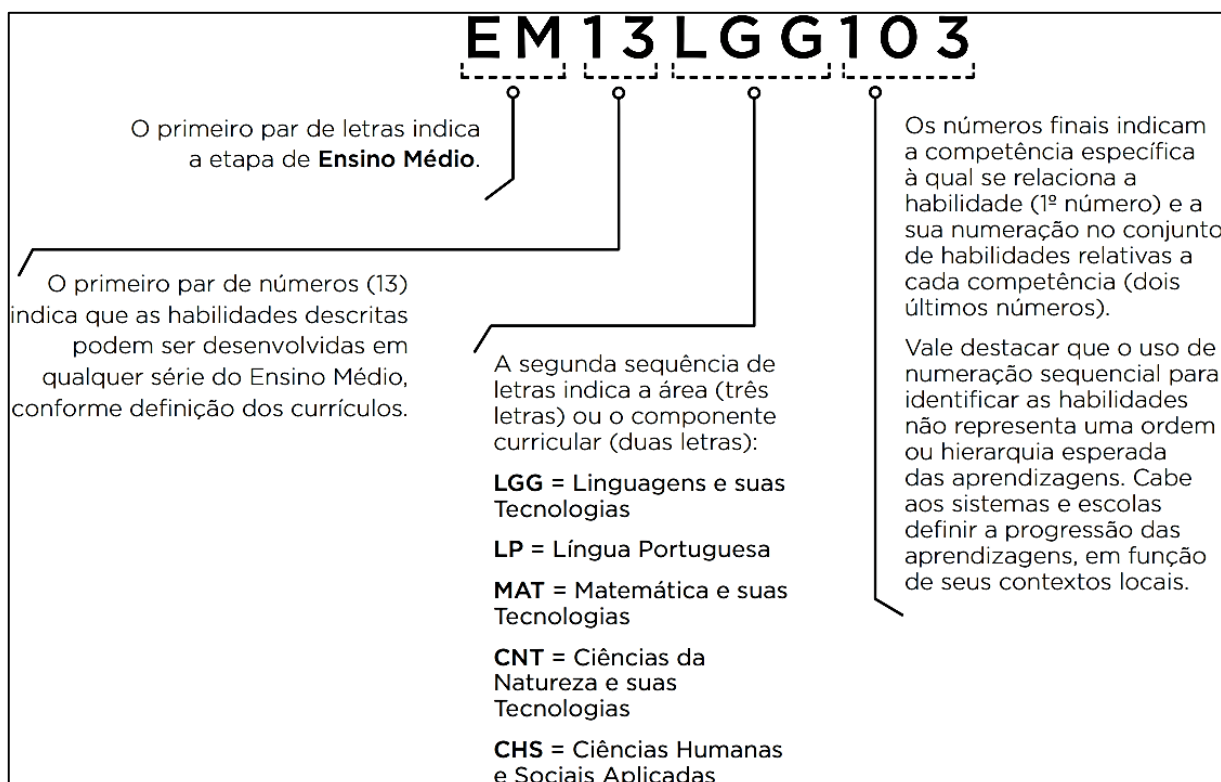 EM13LGG103
O primeiro par de letras indica
a etapa de Ensino Médio.
O primeiro par de números (13)
indica que as habilidades descritas
podem ser desenvolvidas em
qualquer série do Ensino Médio,
conforme definição dos currículos.
A segunda sequência de
letras indica a área (três
letras) ou o componente
curricular (duas letras):
LGG = Linguagens e suas
Tecnologias
LP = Língua Portuguesa
MAT = Matemática e suas
Tecnologias
CNT = Ciências da
Natureza e suas
Tecnologias
CHS = Ciências Humanas
e Sociais Aplicadas
Os números finais indicam
a competência específica
à qual se relaciona a
habilidade (1º número) e a
sua numeração no conjunto
de habilidades relativas a
cada competência (dois
últimos números).
Vale destacar que o uso de
numeração sequencial para
identificar as habilidades
não representa uma ordem
ou hierarquia esperada
das aprendizagens. Cabe
aos sistemas e escolas
definir a progressão das
aprendizagens, em função
de seus contextos locais.